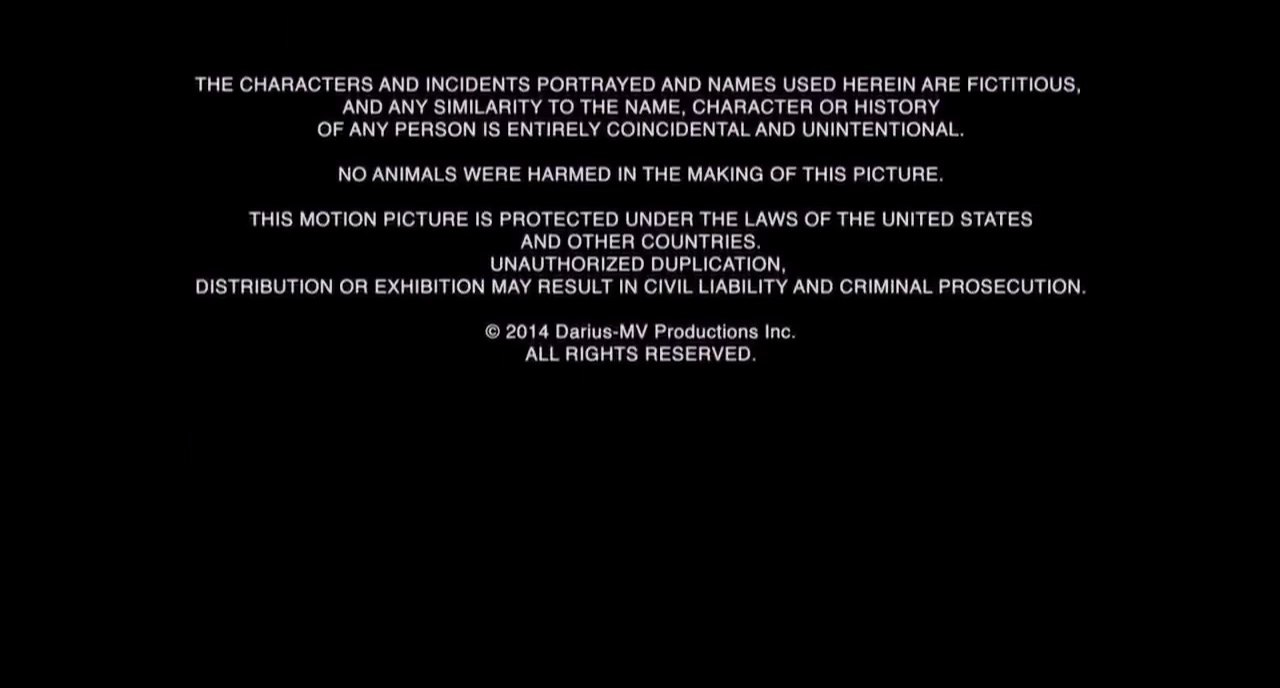 THE CHARACTERS AND INCIDENTS PORTRAYED AND NAMES USED HEREIN ARE FICTITIOUS,
AND ANY SIMILARITY TO THE NAME, CHARACTER OR HISTORY
OF ANY PERSON IS ENTIRELY COINCIDENTAL AND UNINTENTIONAL.
NO ANIMALS WERE HARMED IN THE MAKING OF THIS PICTURE.
THIS MOTION PICTURE IS PROTECTED UNDER THE LAWS OF THE UNITED STATES
AND OTHER COUNTRIES.
UNAUTHORIZED DUPLICATION,
DISTRIBUTION OR EXHIBITION MAY RESULT IN CIVIL LIABILITY AND CRIMINAL PROSECUTION.
© 2014 Darius-MV Productions Inc.
ALL RIGHTS RESERVED.